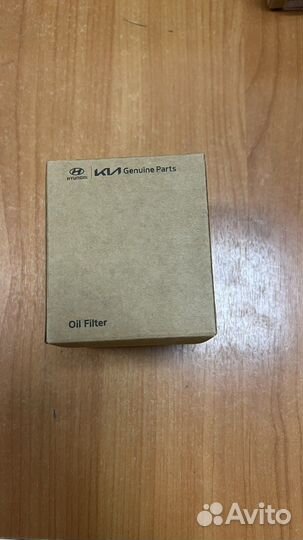 HYUNDAI KIA Genuine Parts
Oil Filter
Avito